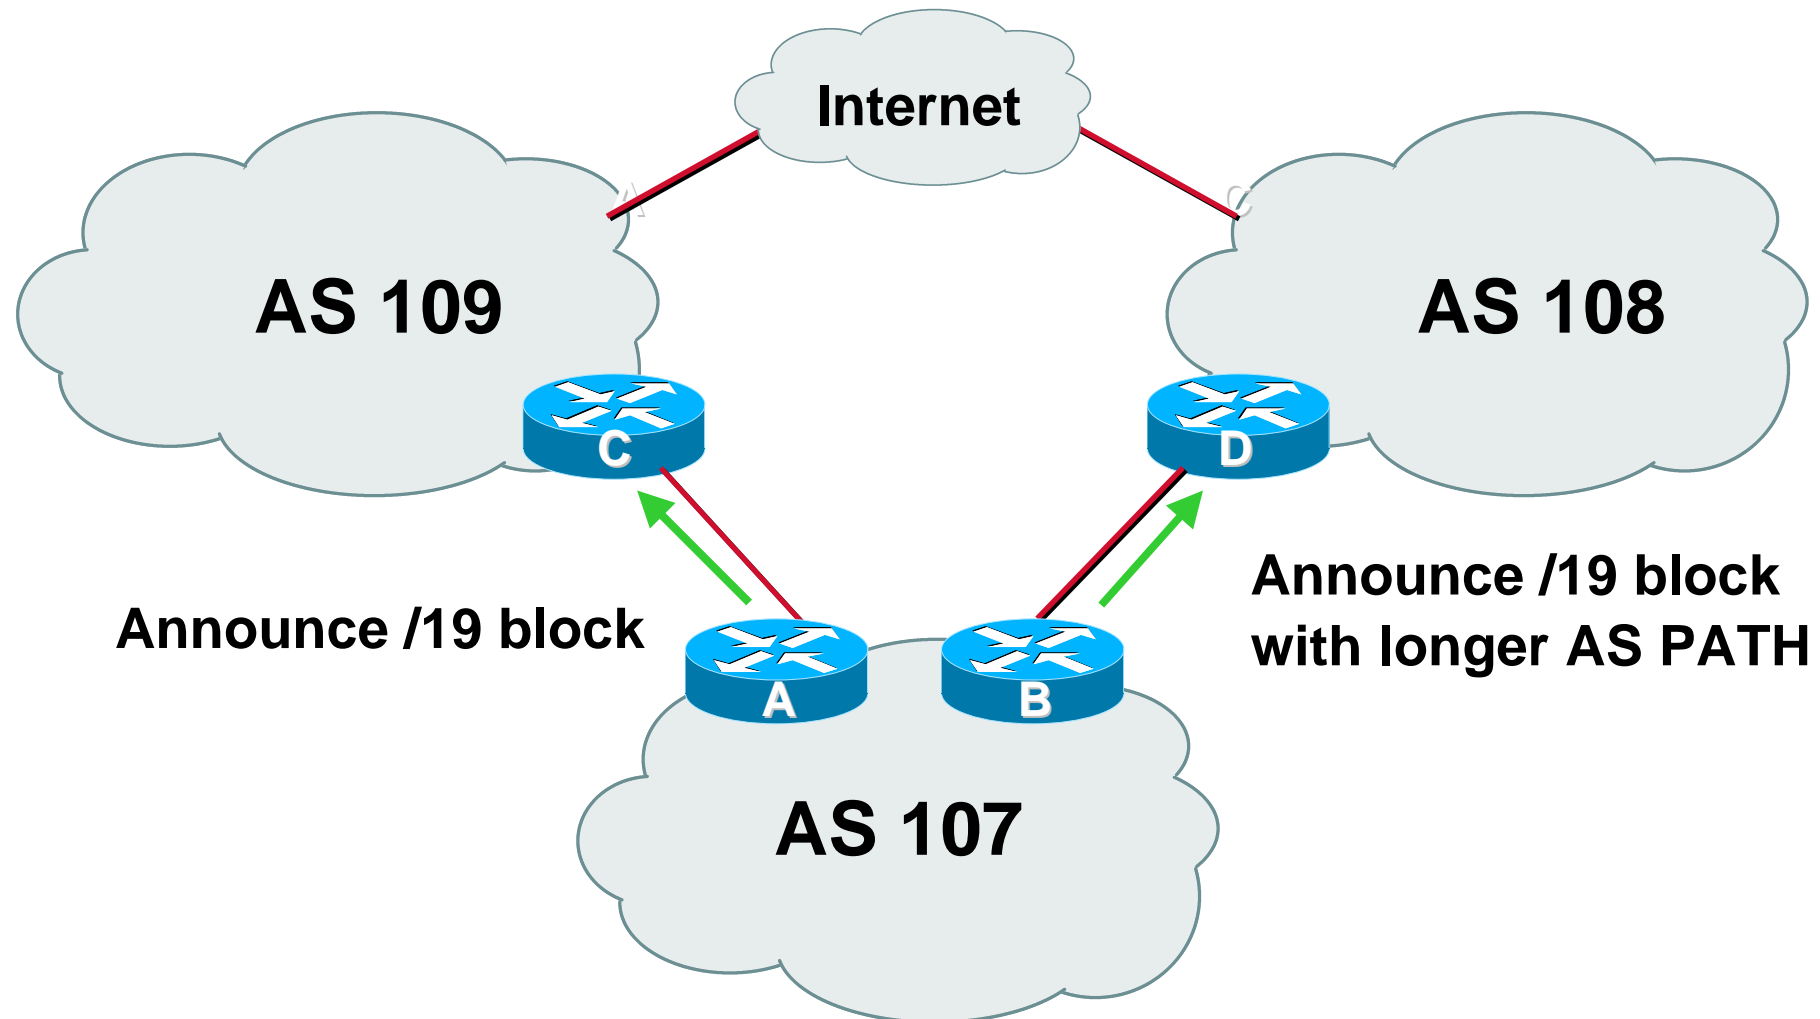 Internet
A
C
AS 109
AS 108
C
D
Announce /19 block
with longer AS PATH
Announce /19 block
A
B
AS 107